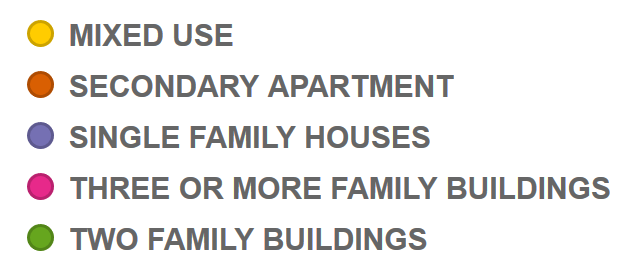 MIXED USE
SECONDARY APARTMENT
SINGLE FAMILY HOUSES
THREE OR MORE FAMILY BUILDINGS
TWO FAMILY BUILDINGS